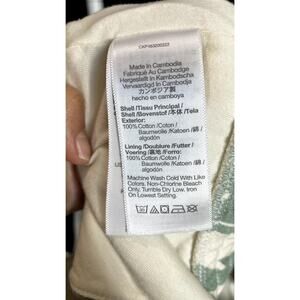 Made in Cambodia
Fabriqué Au Cambodge
Hergestellt in Kambodscha
Vervaardigd in Cambodja
カンボジア製
hecho en camboya
Shell /Tissu Principal /
Shell /Bovenstof /本体 /Tela
Exterior:
100% Cotton /Coton /
Baumwolle /Katoen /綿 /
algodón
Lining /Doublure /Futter /
Voering /裏地 /Forro:
100% Cotton /Coton /
Baumwolle /Katoen /綿 /
algodón
Machine Wash Cold With Like
Colors. Non-Chlorine Bleach
Only. Tumble Dry Low. Iron
On Lowest Setting.